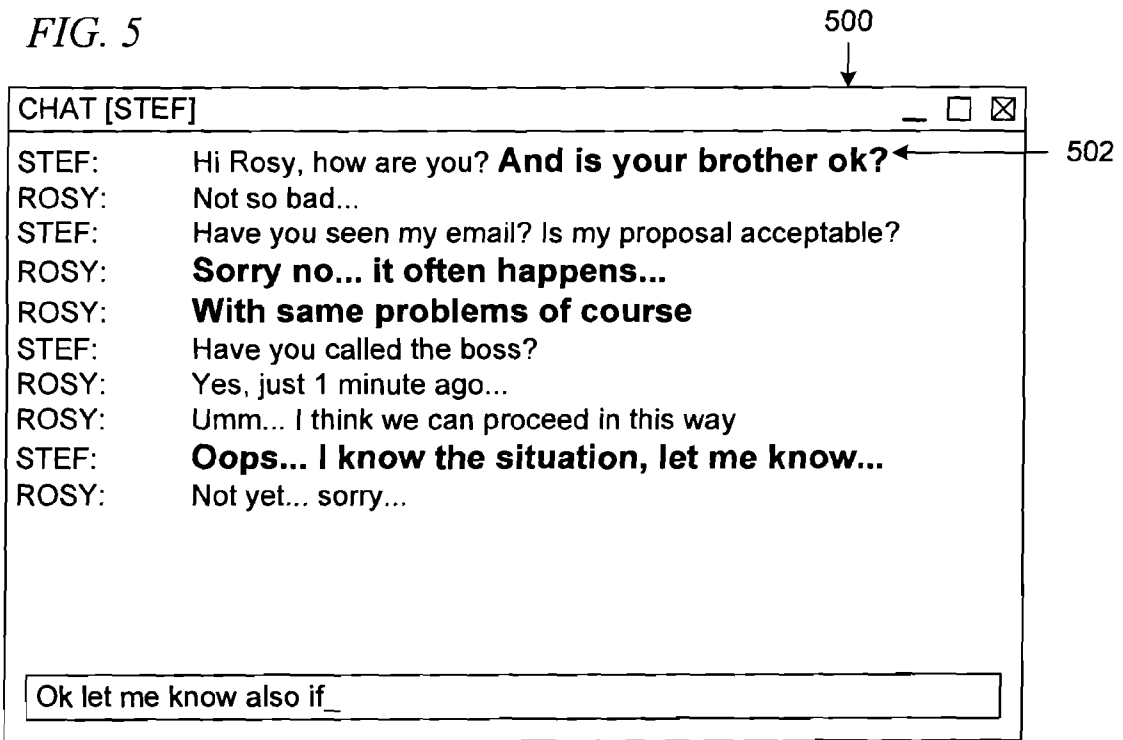 FIG. 5
500
CHAT [STEF]
STEF: Hi Rosy, how are you? And is your brother ok? 502
ROSY: Not so bad...
STEF: Have you seen my email? Is my proposal acceptable?
ROSY: Sorry no... it often happens...
ROSY: With same problems of course
STEF: Have you called the boss?
ROSY: Yes, just 1 minute ago...
ROSY: Umm... I think we can proceed in this way
STEF: Oops... I know the situation, let me know...
ROSY: Not yet... sorry...
Ok let me know also if_